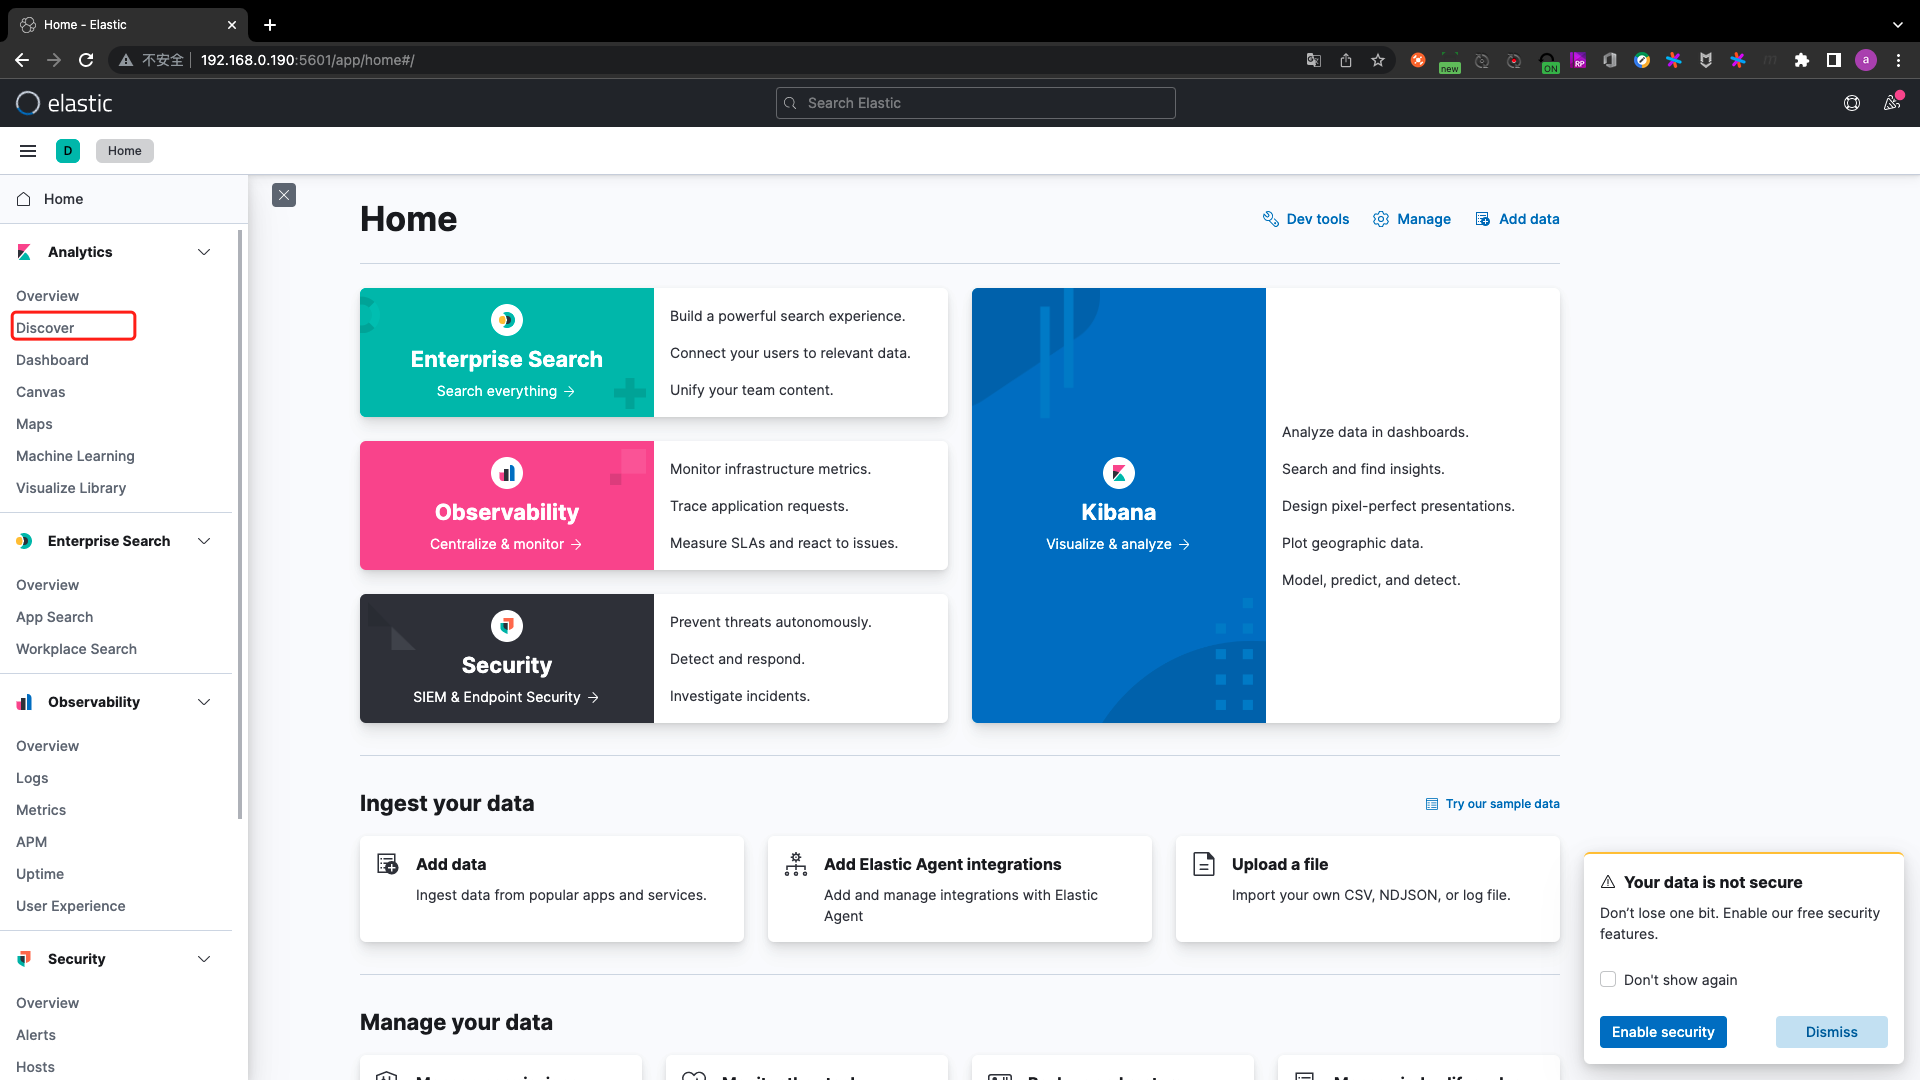 Home - Elastic
不安全
192.168.0.190:5601/app/home#/
new
ON
RP
a
elastic
Search Elastic
D
Home
Home
Analytics
Overview
Discover
Dashboard
Canvas
Maps
Machine Learning
Visualize Library
Enterprise Search
Overview
App Search
Workplace Search
Observability
Overview
Logs
Metrics
APM
Uptime
User Experience
Security
Overview
Alerts
Hosts
Home
Dev tools
Manage
Add data
Enterprise Search
Search everything →
Build a powerful search experience.
Connect your users to relevant data.
Unify your team content.
Observability
Centralize & monitor →
Monitor infrastructure metrics.
Trace application requests.
Measure SLAs and react to issues.
Security
SIEM & Endpoint Security →
Prevent threats autonomously.
Detect and respond.
Investigate incidents.
Kibana
Visualize & analyze →
Analyze data in dashboards.
Search and find insights.
Design pixel-perfect presentations.
Plot geographic data.
Model, predict, and detect.
Ingest your data
Try our sample data
Add data
Ingest data from popular apps and services.
Add Elastic Agent integrations
Add and manage integrations with Elastic
Agent
Upload a file
Import your own CSV, NDJSON, or log file.
Manage your data
Your data is not secure
Don’t lose one bit. Enable our free security
features.
Don't show again
Enable security
Dismiss